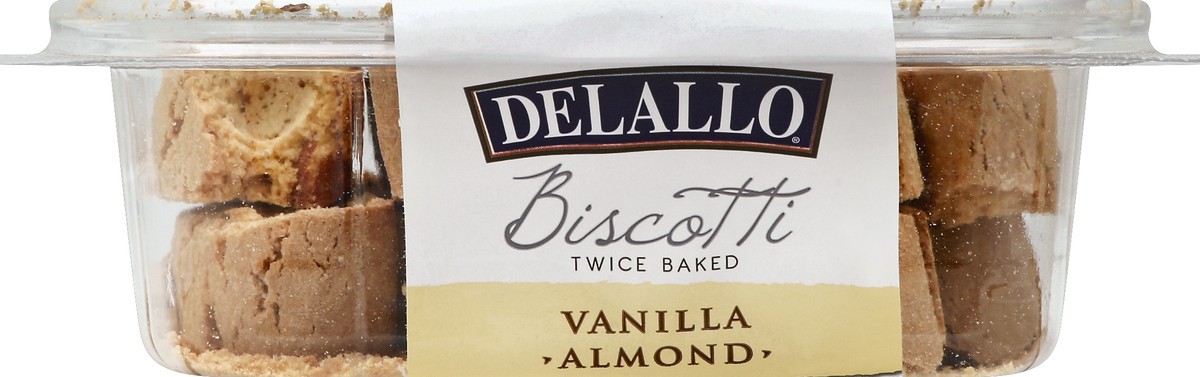 DELALLO®
Biscotti
TWICE BAKED
VANILLA
ALMOND